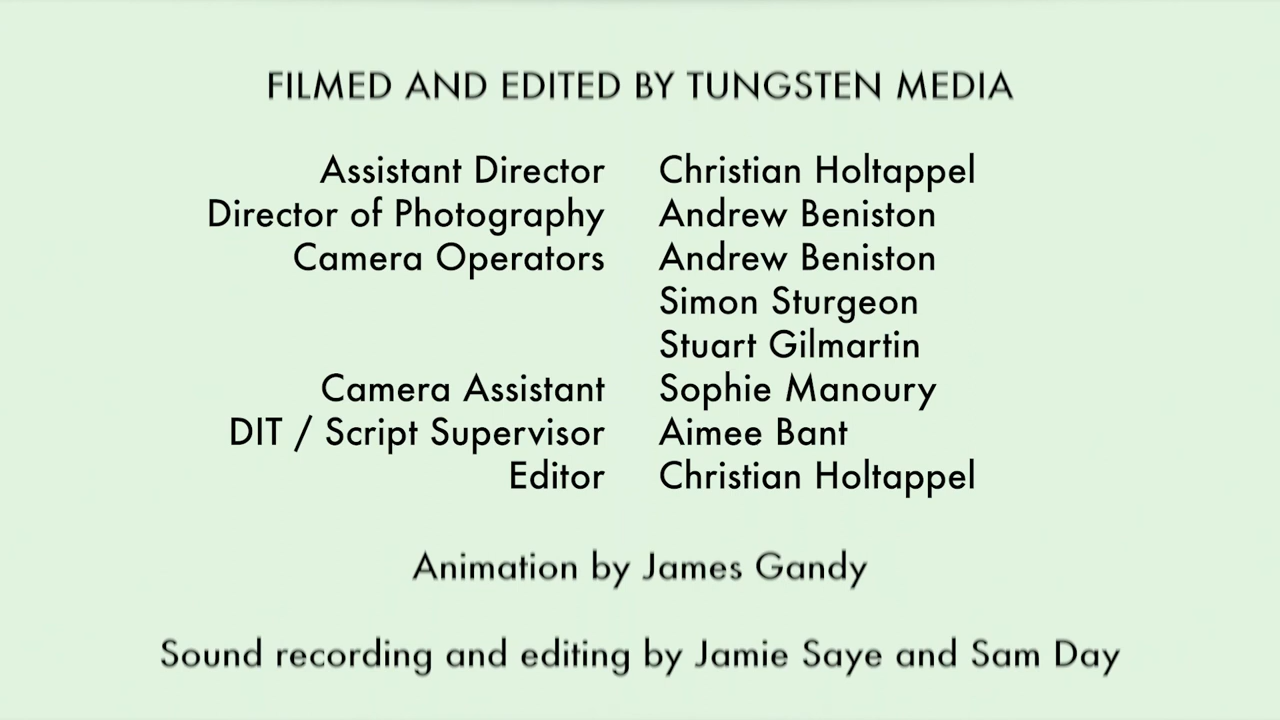 FILMED AND EDITED BY TUNGSTEN MEDIA
Assistant Director Christian Holtappel
Director of Photography Andrew Beniston
Camera Operators Andrew Beniston
Simon Sturgeon
Stuart Gilmartin
Camera Assistant Sophie Manoury
DIT / Script Supervisor Aimee Bant
Editor Christian Holtappel
Animation by James Gandy
Sound recording and editing by Jamie Saye and Sam Day